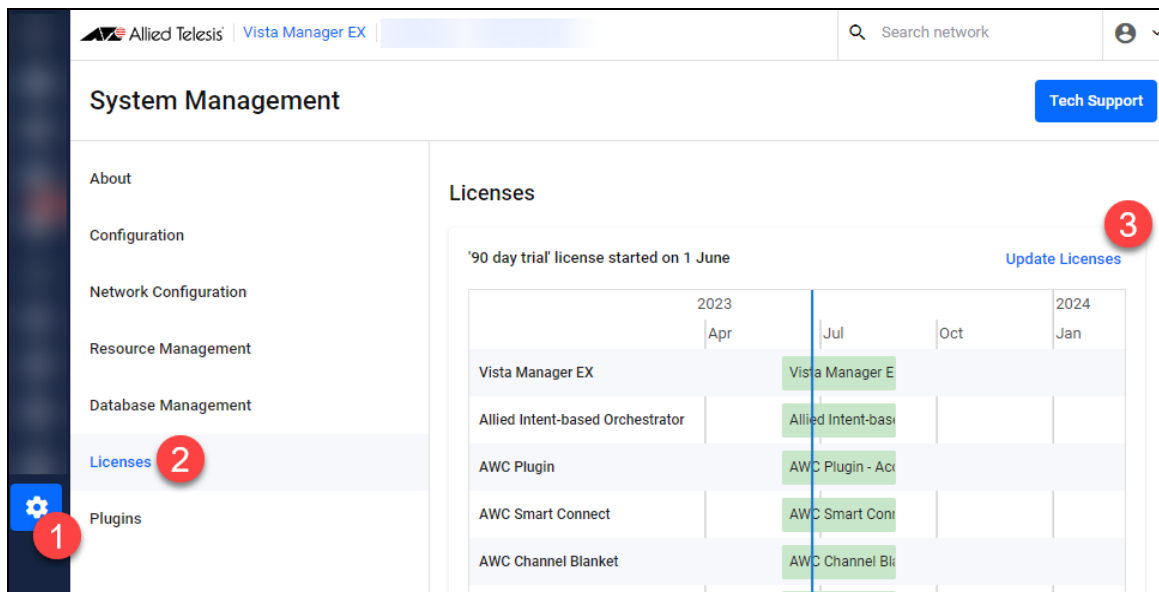 Allied Telesis Vista Manager EX Search network
System Management
Tech Support
About
Configuration
Network Configuration
Resource Management
Database Management
Licenses 2
1
Plugins
Licenses
3
'90 day trial' license started on 1 June
Update Licenses
2023 2024
Apr Jul Oct Jan
Vista Manager EX Vista Manager E
Allied Intent-based Orchestrator Allied Intent-base
AWC Plugin AWC Plugin - Acc
AWC Smart Connect AWC Smart Conn
AWC Channel Blanket AWC Channel Bla